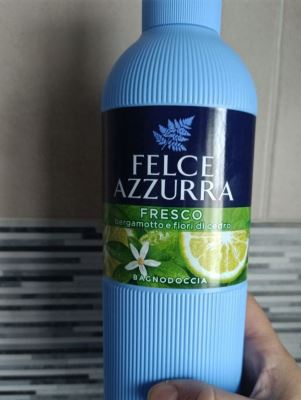 FELCE
AZZURRA
FRESCO
bergamotto e fiori di cedro
BAGNODOCCIA